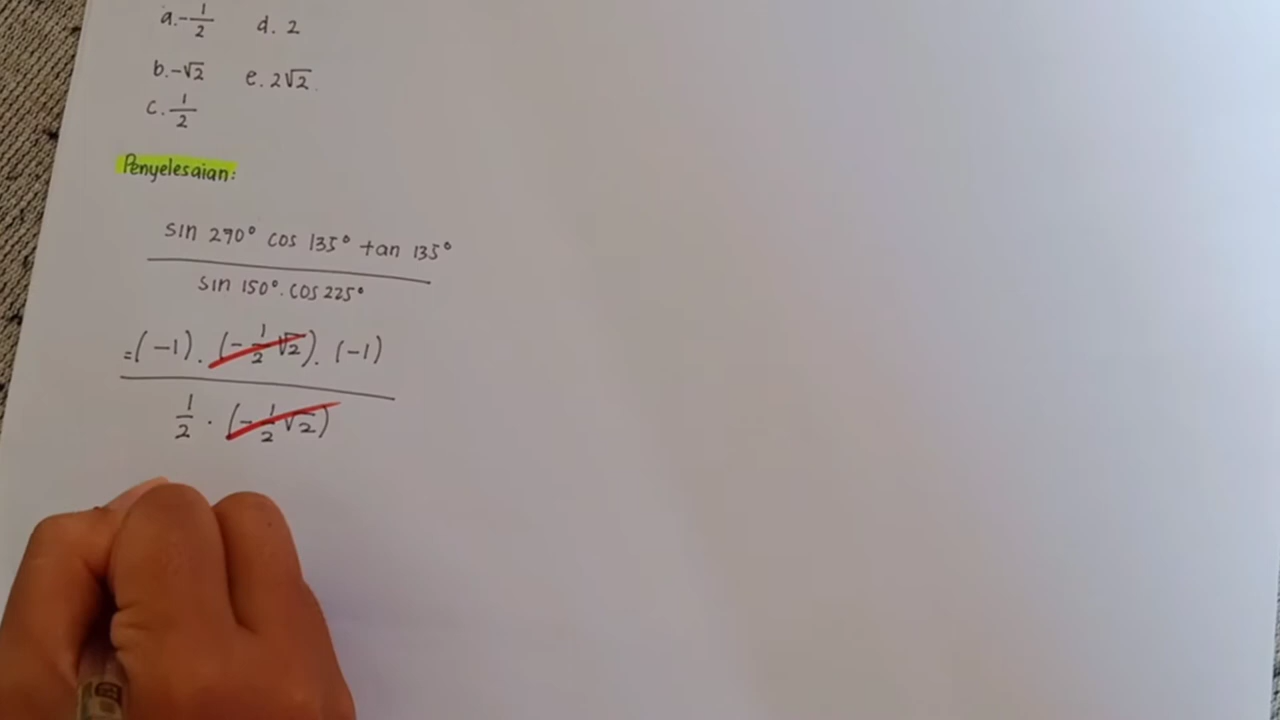 a. -1/2 d. 2
b. -√2 e. 2√2.
c. 1/2
Penyelesaian:
sin 270° cos 135° tan 135°
sin 150° . cos 225°
= (-1) . (-1/2 √2) . (-1)
1/2 . (-1/2 √2)